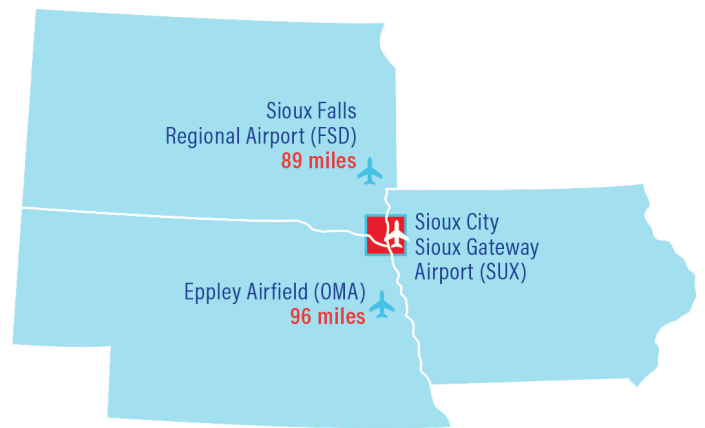 Sioux Falls
Regional Airport (FSD)
89 miles
Sioux City
Sioux Gateway
Airport (SUX)
Eppley Airfield (OMA)
96 miles